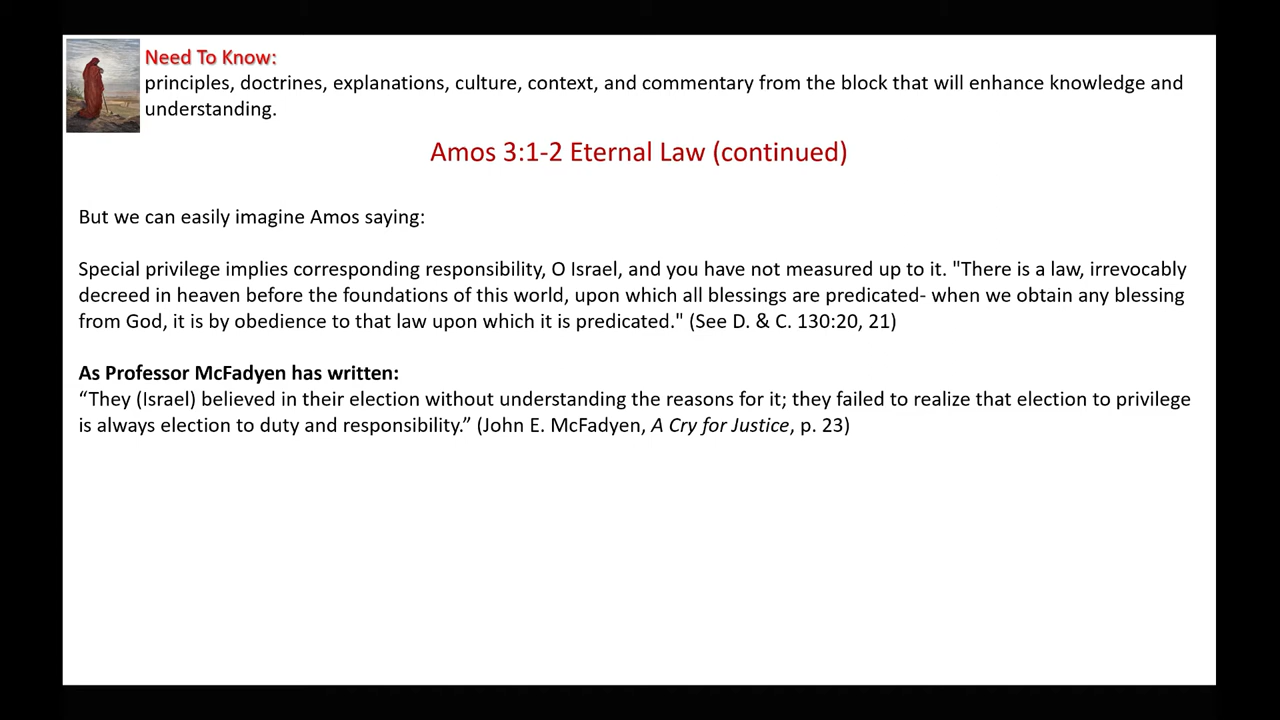 Need To Know:
principles, doctrines, explanations, culture, context, and commentary from the block that will enhance knowledge and
understanding.
Amos 3:1-2 Eternal Law (continued)
But we can easily imagine Amos saying:
Special privilege implies corresponding responsibility, O Israel, and you have not measured up to it. "There is a law, irrevocably
decreed in heaven before the foundations of this world, upon which all blessings are predicated- when we obtain any blessing
from God, it is by obedience to that law upon which it is predicated." (See D. & C. 130:20, 21)
As Professor McFadyen has written:
“They (Israel) believed in their election without understanding the reasons for it; they failed to realize that election to privilege
is always election to duty and responsibility.” (John E. McFadyen, A Cry for Justice, p. 23)